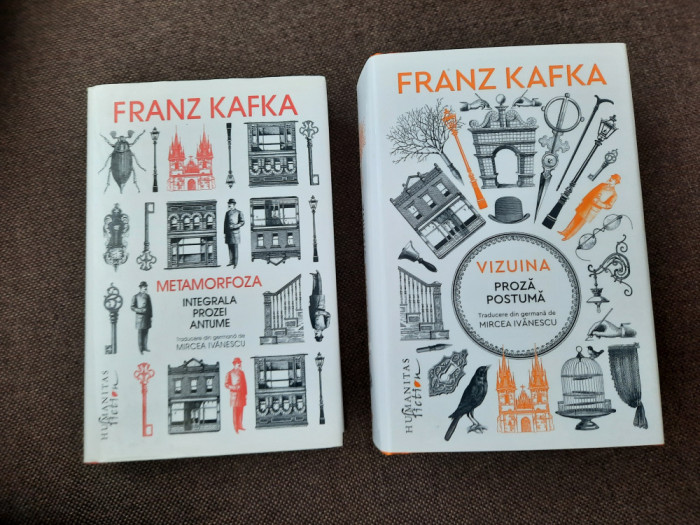 FRANZ KAFKA
METAMORFOZA
INTEGRALA
PROZEI
ANTUME
Traducere din germană de
MIRCEA IVĂNESCU
HUMANITAS
fiction
FRANZ KAFKA
VIZUINA
PROZĂ
POSTUMĂ
Traducere din germană de
MIRCEA IVĂNESCU
HUMANITAS
fiction